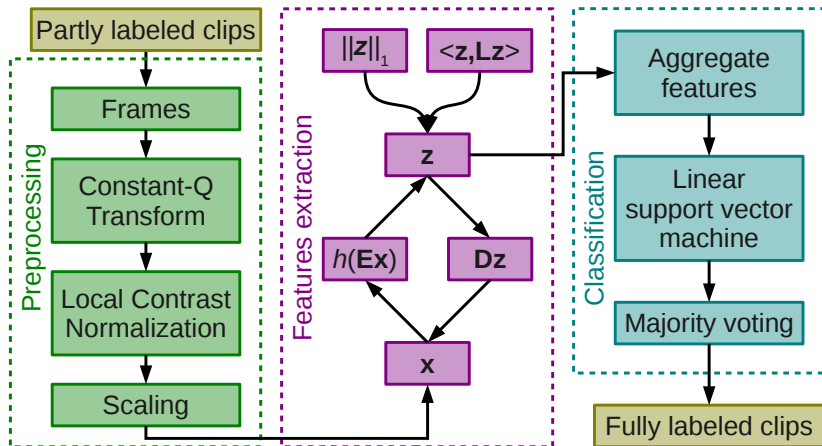 Partly labeled clips
Preprocessing
Frames
Constant-Q
Transform
Local Contrast
Normalization
Scaling
Features extraction
||z||₁
<z,Lz>
z
h(Ex)
Dz
x
Classification
Aggregate
features
Linear
support vector
machine
Majority voting
Fully labeled clips